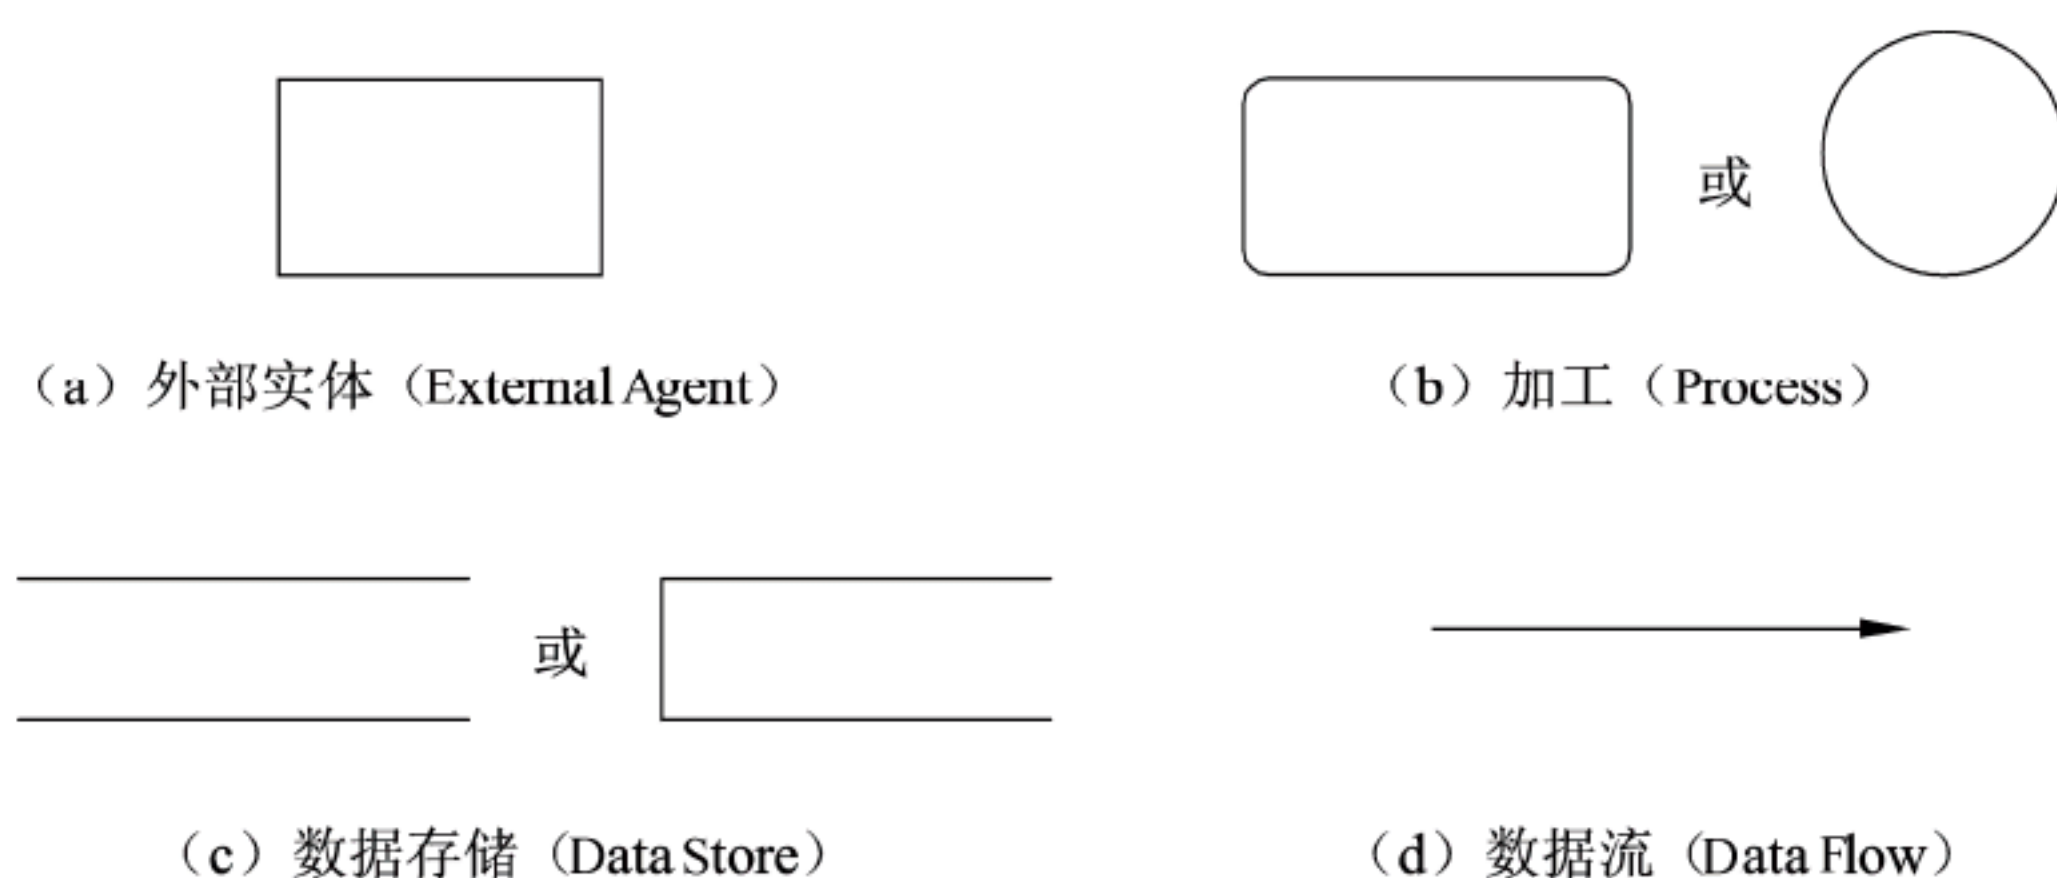 或
（a）外部实体（External Agent）
（b）加工（Process）
或
（c）数据存储（Data Store）
（d）数据流（Data Flow）